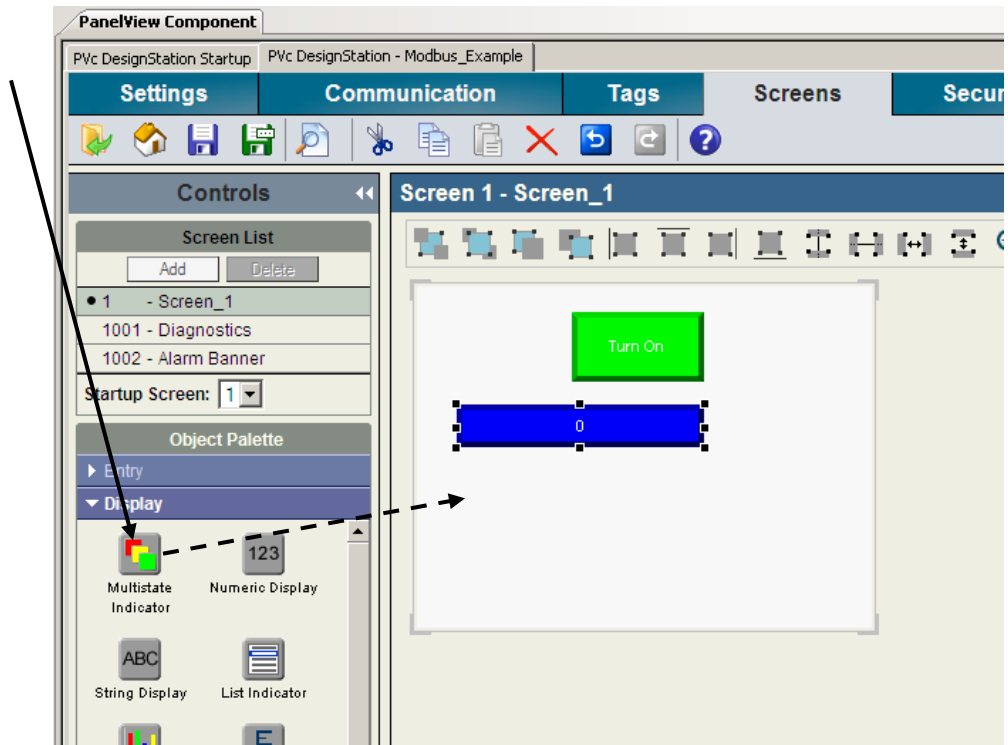 PanelView Component
PVc DesignStation Startup PVc DesignStation - Modbus_Example
Settings Communication Tags Screens Secur
Controls
Screen 1 - Screen_1
Screen List
Add Delete
1 - Screen_1
1001 - Diagnostics
1002 - Alarm Banner
Startup Screen: 1
Turn On
0
Object Palette
Entry
Display
123
Multistate
Indicator
Numeric Display
ABC
String Display
List Indicator
E